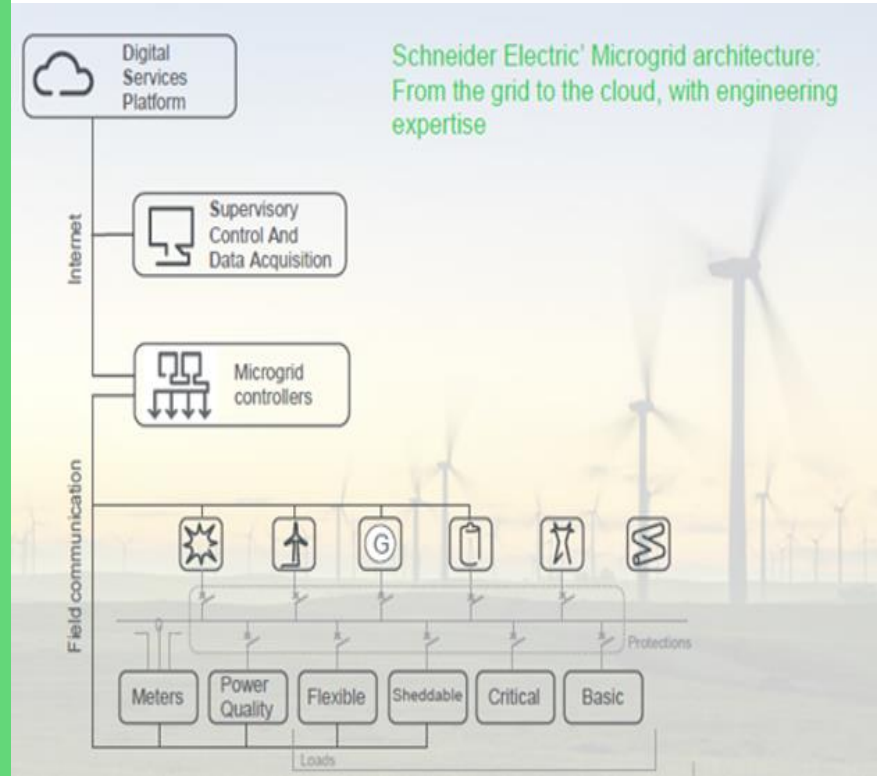 Digital
Services
Platform
Schneider Electric' Microgrid architecture:
From the grid to the cloud, with engineering
expertise
Internet
Supervisory
Control And
Data Acquisition
Microgrid
controllers
Field communication
G
Protections
Meters
Power
Quality
Flexible
Sheddable
Critical
Basic
Loads